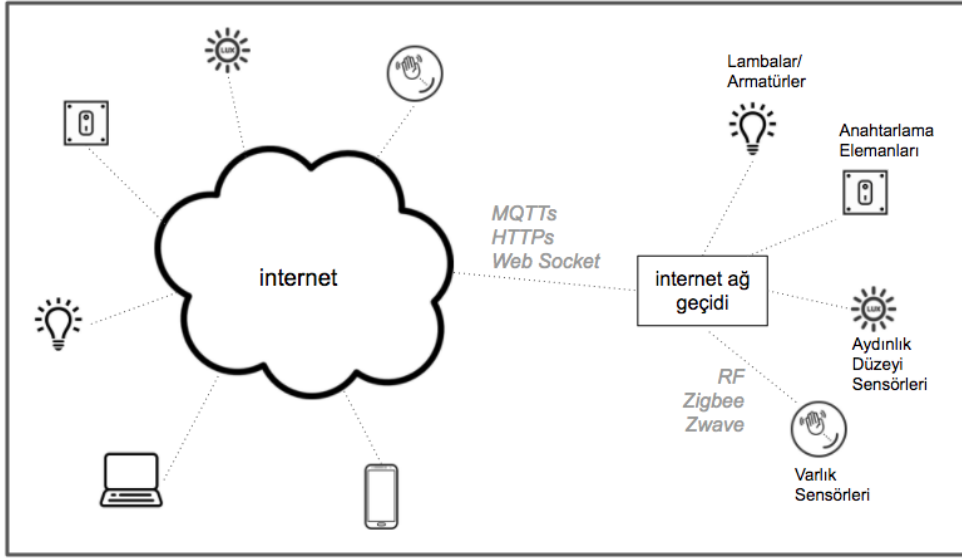 LUX
Lambalar/
Armatürler
Anahtarlama
Elemanları
MQTTs
HTTPs
Web Socket
internet
internet ağ
geçidi
LUX
Aydınlık
Düzeyi
Sensörleri
RF
Zigbee
Zwave
Varlık
Sensörleri